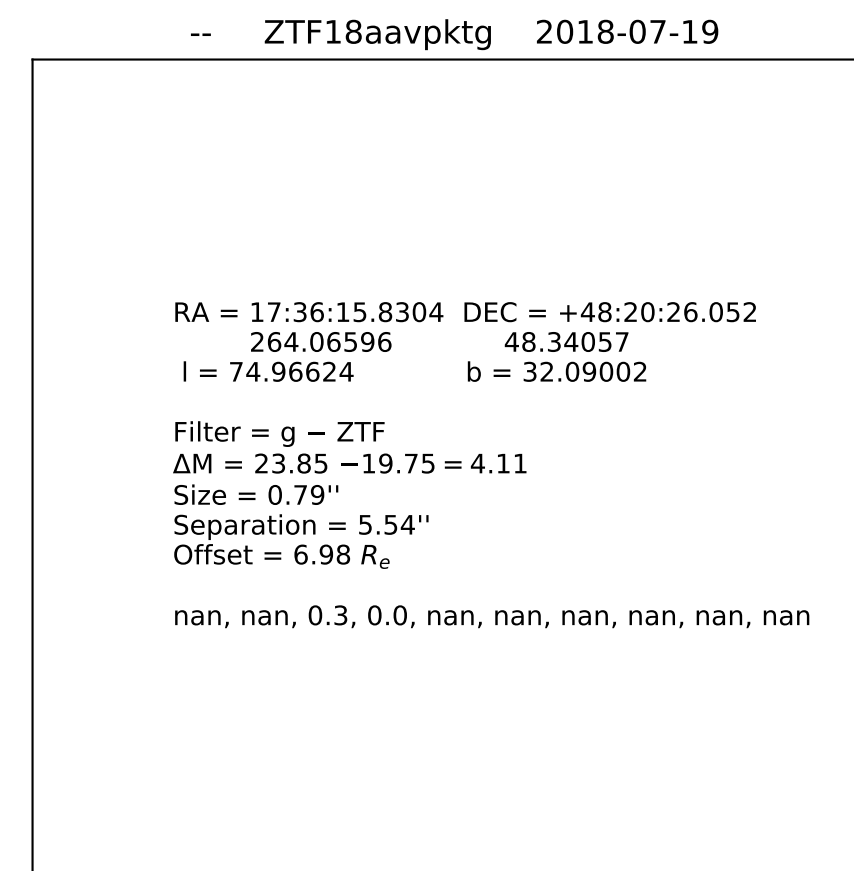 -- ZTF18aavpktg 2018-07-19
RA = 17:36:15.8304 DEC = +48:20:26.052
264.06596 48.34057
l = 74.96624 b = 32.09002
Filter = g − ZTF
ΔM = 23.85 −19.75 = 4.11
Size = 0.79''
Separation = 5.54''
Offset = 6.98 Rₑ
nan, nan, 0.3, 0.0, nan, nan, nan, nan, nan, nan